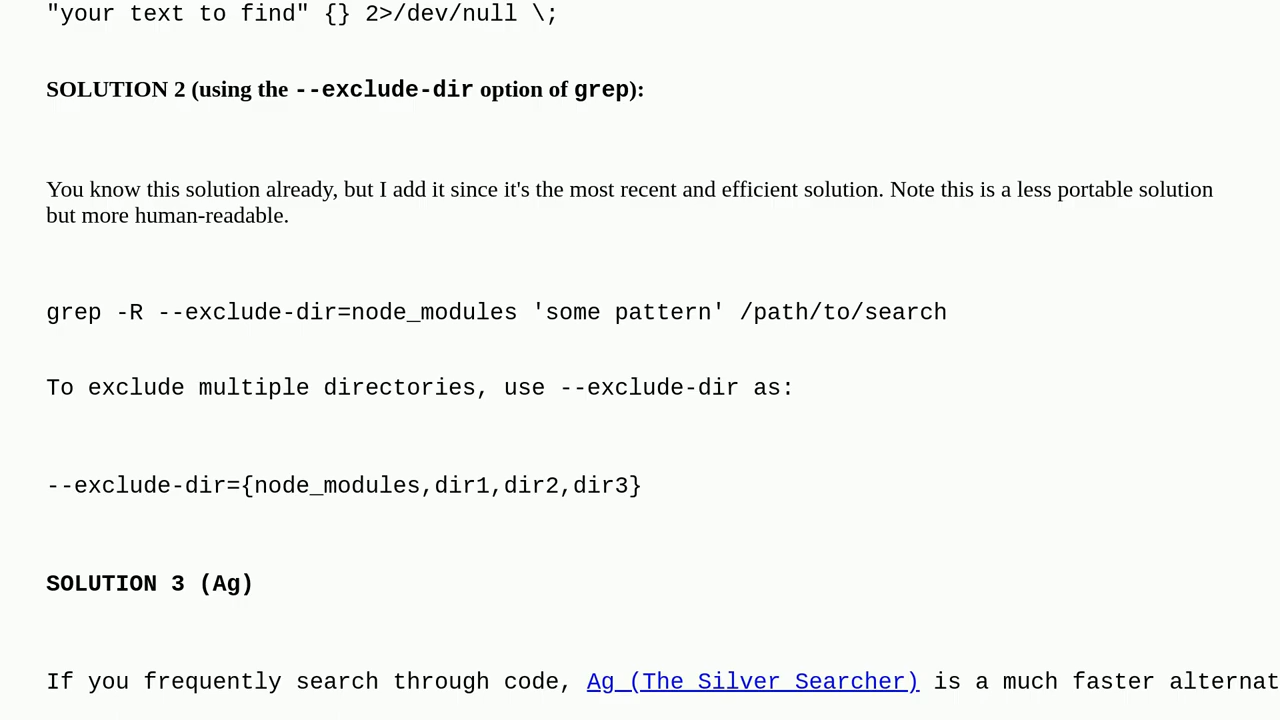 "your text to find" {} 2>/dev/null \;
SOLUTION 2 (using the --exclude-dir option of grep):
You know this solution already, but I add it since it's the most recent and efficient solution. Note this is a less portable solution
but more human-readable.
grep -R --exclude-dir=node_modules 'some pattern' /path/to/search
To exclude multiple directories, use --exclude-dir as:
--exclude-dir={node_modules,dir1,dir2,dir3}
SOLUTION 3 (Ag)
If you frequently search through code, Ag (The Silver Searcher) is a much faster alternat